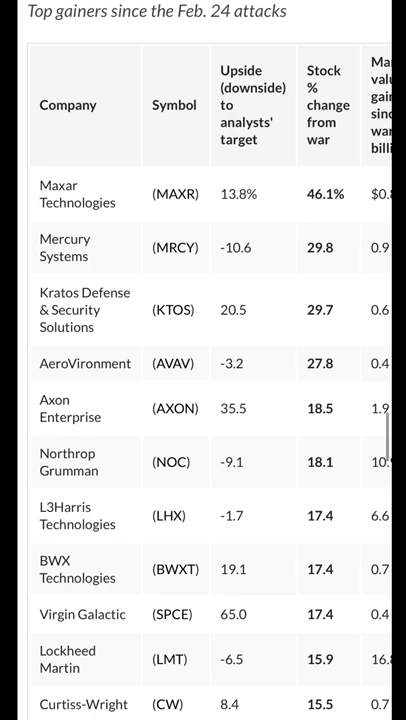 Top gainers since the Feb. 24 attacks
Upside
(downside)
to
analysts'
target
Stock
%
change
from
war
Company
Symbol
Maxar
Technologies
(MAXR)
13.8%
46.1%
Mercury
Systems
(MRCY)
-10.6
29.8
0.9
Kratos Defense
& Security
Solutions
(KTOS)
20.5
29.7
0.6
AeroVironment
(AVAV)
-3.2
27.8
0.4
Axon
Enterprise
(AXON)
35.5
18.5
1.9
Northrop
Grumman
(NOC)
-9.1
18.1
L3Harris
Technologies
(LHX)
-1.7
17.4
6.6
BWX
Technologies
(BWXT)
19.1
17.4
0.7
Virgin Galactic
(SPCE)
65.0
17.4
0.4
Lockheed
Martin
(LMT)
-6.5
15.9
Curtiss-Wright
(CW)
8.4
15.5
0.7